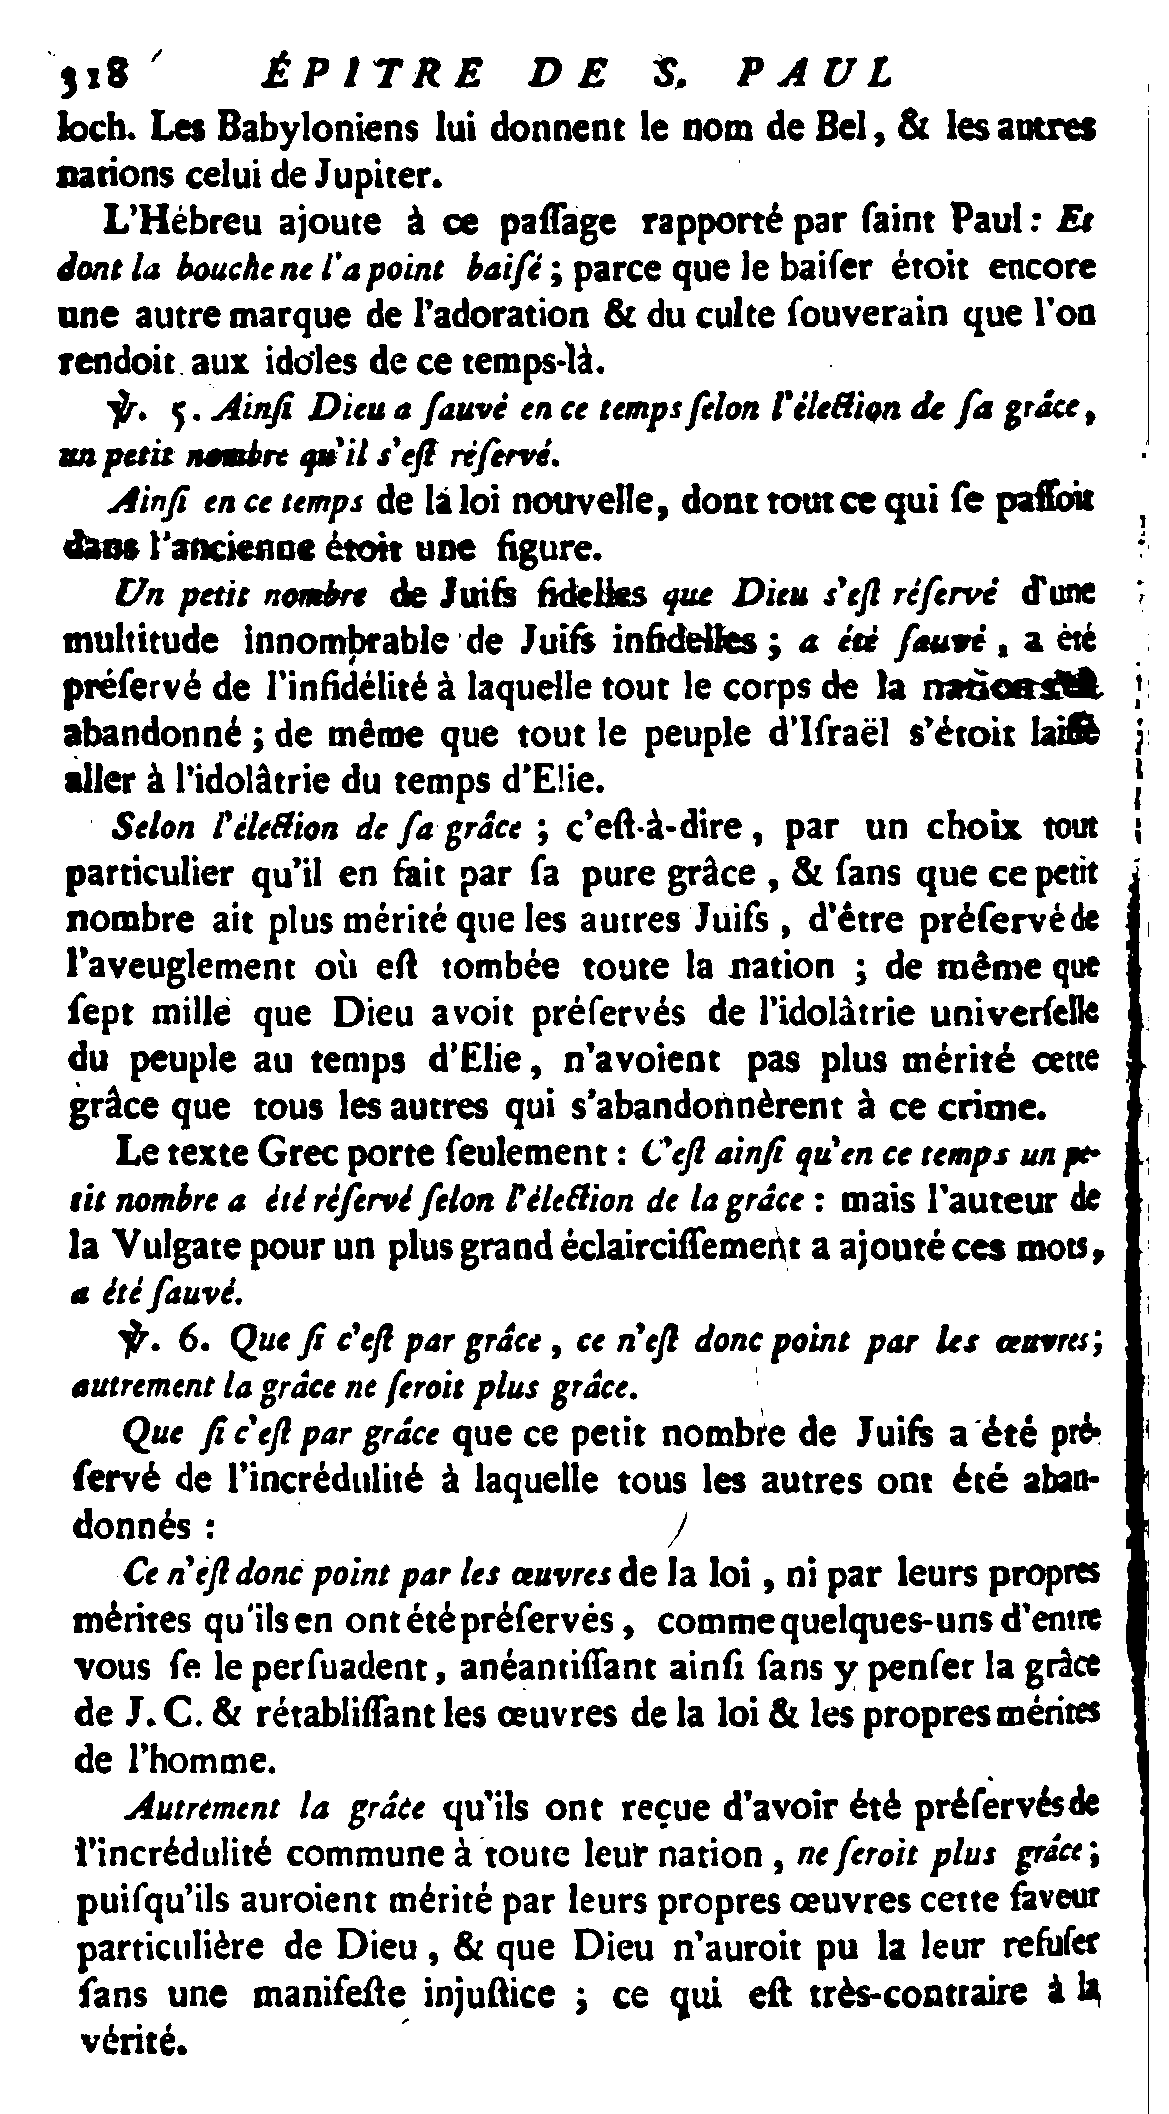 318 ÉPITRE DE S. PAUL
loch. Les Babyloniens lui donnent le nom de Bel, & les autres
nations celui de Jupiter.
L'Hébreu ajoute à ce paſſage rapporté par ſaint Paul : Et
dont la bouche ne l'a point baiſé ; parce que le baiſer étoit encore
une autre marque de l'adoration & du culte ſouverain que l'on
rendoit aux idoles de ce temps-là.
℣. 5. Ainſi Dieu a ſauvé en ce temps ſelon l'élection de ſa grâce,
un petit nombre qu'il s'eſt réſervé.
Ainſi en ce temps de la loi nouvelle, dont tout ce qui ſe paſſoit
dans l'ancienne étoit une figure.
Un petit nombre de Juifs fidelles que Dieu s'eſt réſervé d'une
multitude innombrable de Juifs infidelles ; a été ſauvé, a été
préſervé de l'infidélité à laquelle tout le corps de la nation s'eſt
abandonné ; de même que tout le peuple d'Iſraël s'étoit laiſſé
aller à l'idolâtrie du temps d'Elie.
Selon l'élection de ſa grâce ; c'eſt-à-dire, par un choix tout
particulier qu'il en fait par ſa pure grâce, & ſans que ce petit
nombre ait plus mérité que les autres Juifs, d'être préſervé de
l'aveuglement où eſt tombée toute la nation ; de même que
ſept mille que Dieu avoit préſervés de l'idolâtrie univerſelle
du peuple au temps d'Elie, n'avoient pas plus mérité cette
grâce que tous les autres qui s'abandonnèrent à ce crime.
Le texte Grec porte ſeulement : C'eſt ainſi qu'en ce temps un pe-
tit nombre a été réſervé ſelon l'élection de la grâce : mais l'auteur de
la Vulgate pour un plus grand éclairciſſement a ajouté ces mots,
a été ſauvé.
℣. 6. Que ſi c'eſt par grâce, ce n'eſt donc point par les œuvres ;
autrement la grâce ne ſeroit plus grâce.
Que ſi c'eſt par grâce que ce petit nombre de Juifs a été pré-
ſervé de l'incrédulité à laquelle tous les autres ont été aban-
donnés :
Ce n'eſt donc point par les œuvres de la loi, ni par leurs propres
mérites qu'ils en ont été préſervés, comme quelques-uns d'entre
vous ſe le perſuadent, anéantiſſant ainſi ſans y penſer la grâce
de J. C. & rétabliſſant les œuvres de la loi & les propres mérites
de l'homme.
Autrement la grâce qu'ils ont reçue d'avoir été préſervés de
l'incrédulité commune à toute leur nation, ne ſeroit plus grâce ;
puiſqu'ils auroient mérité par leurs propres œuvres cette faveur
particulière de Dieu, & que Dieu n'auroit pu la leur refuſer
ſans une manifeſte injuſtice ; ce qui eſt très-contraire à la
vérité.